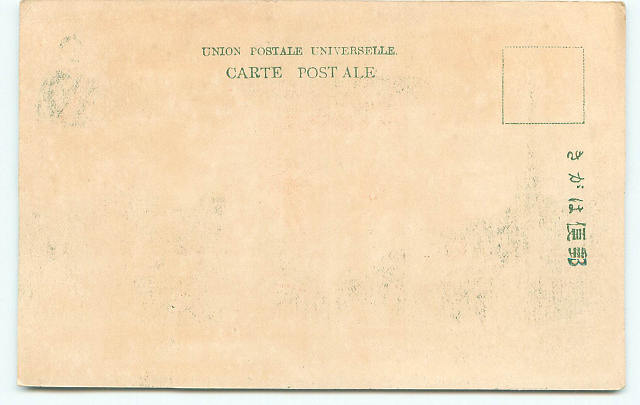 UNION POSTALE UNIVERSELLE.
CARTE POSTALE
郵便はがき